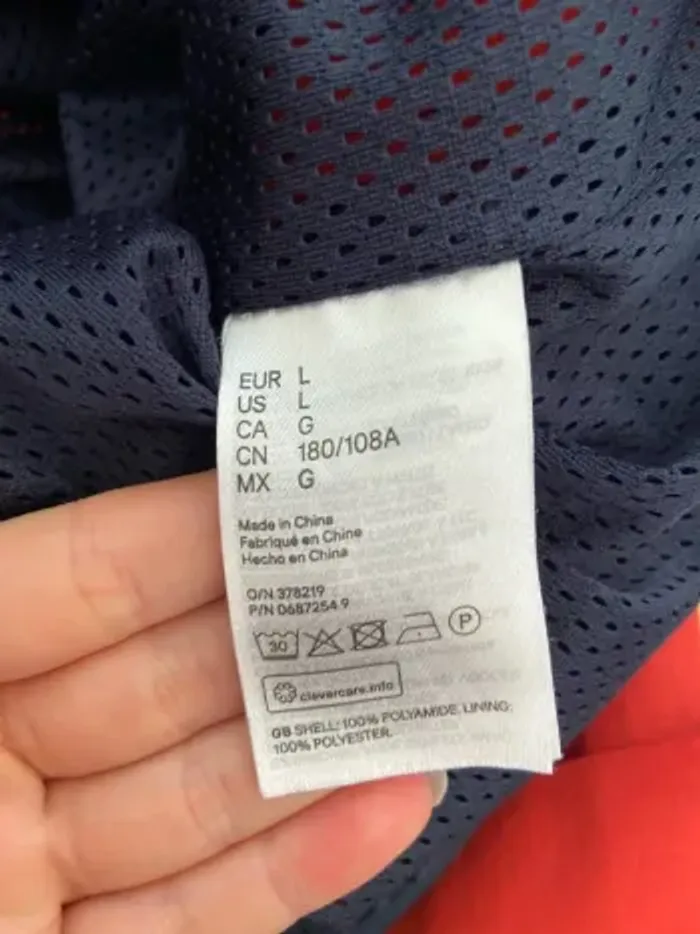 EUR L
US L
CA G
CN 180/108A
MX G
Made in China
Fabriqué en Chine
Hecho en China
O/N 378219
P/N 0687254 9
30 P
clevercare.info
GB SHELL: 100% POLYAMIDE. LINING:
100% POLYESTER.